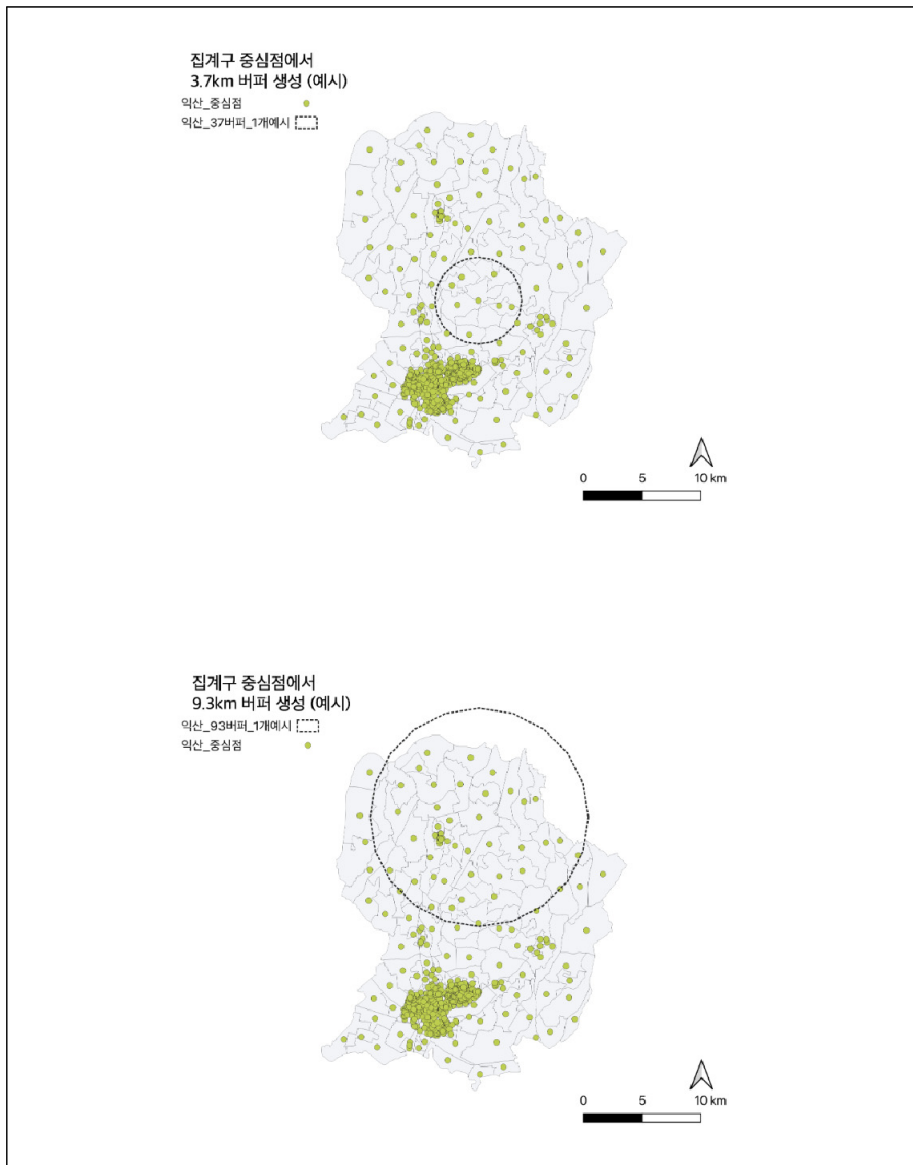 집계구 중심점에서
3.7km 버퍼 생성 (예시)
익산_중심점
익산_37버퍼_1개예시
0 5 10 km
집계구 중심점에서
9.3km 버퍼 생성 (예시)
익산_93버퍼_1개예시
익산_중심점
0 5 10 km